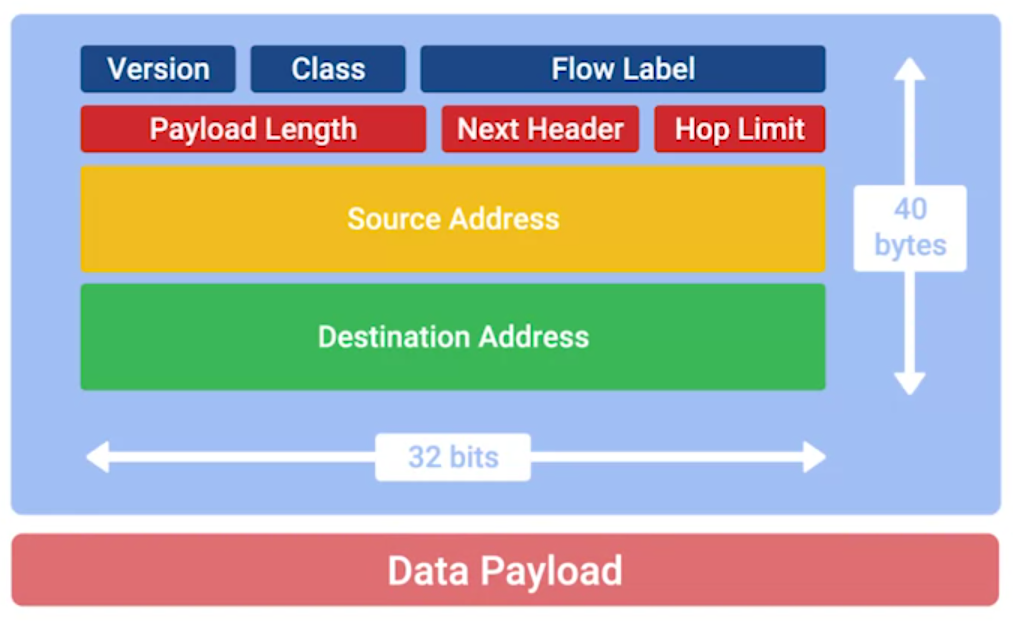 Version Class Flow Label
Payload Length Next Header Hop Limit
Source Address
40
bytes
Destination Address
32 bits
Data Payload